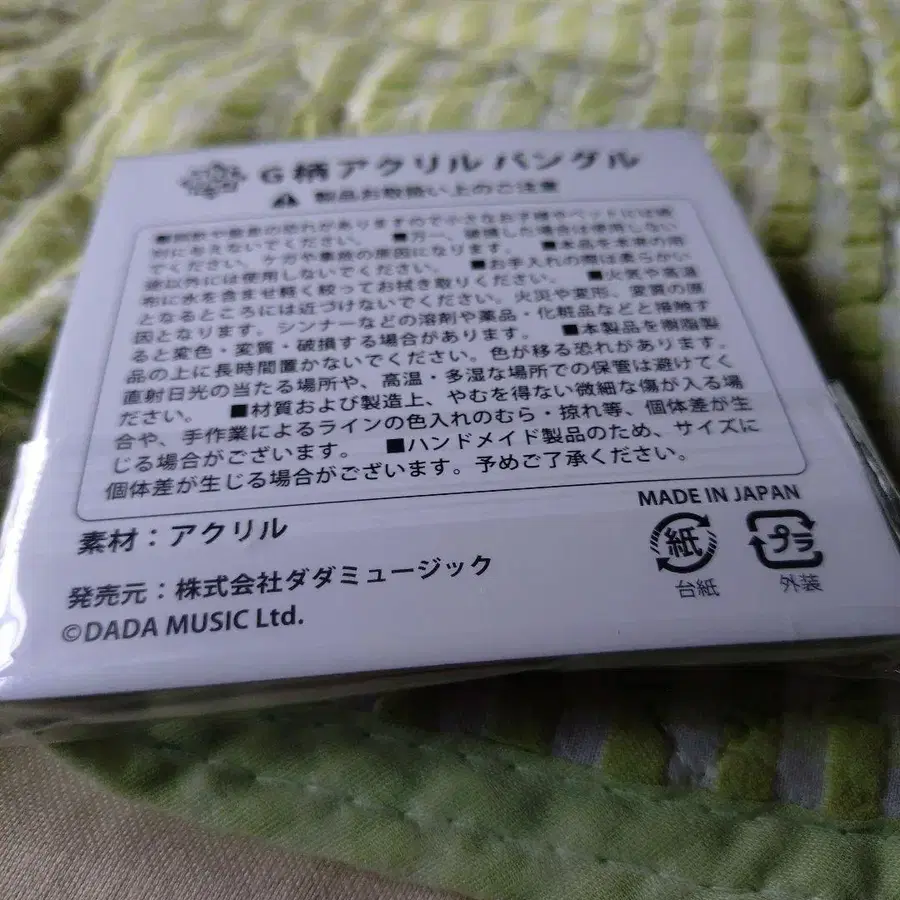 G柄アクリル バングル
製品お取扱い上のご注意
■誤飲や窒息の恐れがありますので小さなお子様やペットには絶
対に与えないでください。 ■万一、破損した場合は使用しない
でください。ケガや事故の原因になります。 ■本品を本来の用
途以外には使用しないでください。 ■お手入れの際は柔らかい
布に水を含ませ軽く絞ってお拭き取りください。 ■火気や高温
となるところには近づけないでください。火災や変形、変質の原
因となります。シンナーなどの溶剤や薬品・化粧品などと接触す
ると変色・変質・破損する場合があります。 ■本製品を樹脂製
品の上に長時間置かないでください。色が移る恐れがあります。
直射日光の当たる場所や、高温・多湿な場所での保管は避けてく
ださい。 ■材質および製造上、やむを得ない微細な傷が入る場
合や、手作業によるラインの色入れのむら・掠れ等、個体差が生
じる場合がございます。 ■ハンドメイド製品のため、サイズに
個体差が生じる場合がございます。予めご了承ください。
MADE IN JAPAN
素材：アクリル
紙
プラ
台紙
外装
発売元：株式会社ダダミュージック
©DADA MUSIC Ltd.